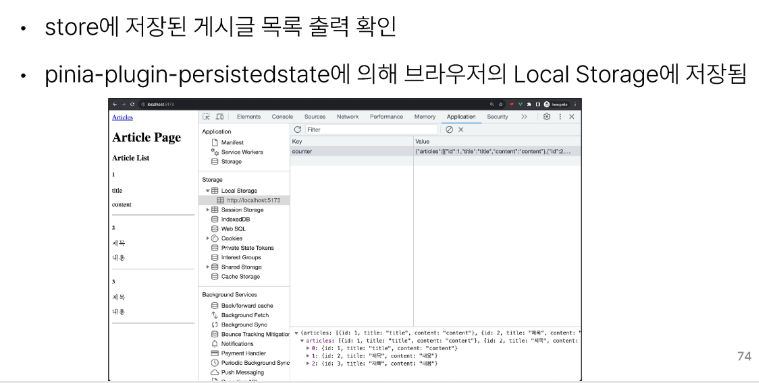 • store에 저장된 게시글 목록 출력 확인
• pinia-plugin-persistedstate에 의해 브라우저의 Local Storage에 저장됨
localhost:5173
Incognito
Articles
Article Page
Article List
1
title
content
2
제목
내용
3
제목
내용
Elements Console Sources Network Performance Memory Application Security
Application
Manifest
Service Workers
Storage
Storage
Local Storage
http://localhost:5173
Session Storage
IndexedDB
Web SQL
Cookies
Private State Tokens
Interest Groups
Shared Storage
Cache Storage
Background Services
Back/forward cache
Background Fetch
Background Sync
Bounce Tracking Mitigation
Notifications
Payment Handler
Periodic Background Sync
Push Messaging
Filter
Key Value
counter {"articles":[{"id":1,"title":"title","content":"content"},{"id":2,...
{articles: [{id: 1, title: "title", content: "content"}, {id: 2, title: "제목", content: "
articles: [{id: 1, title: "title", content: "content"}, {id: 2, title: "제목", content:
0: {id: 1, title: "title", content: "content"}
1: {id: 2, title: "제목", content: "내용"}
2: {id: 3, title: "제목", content: "내용"}
74